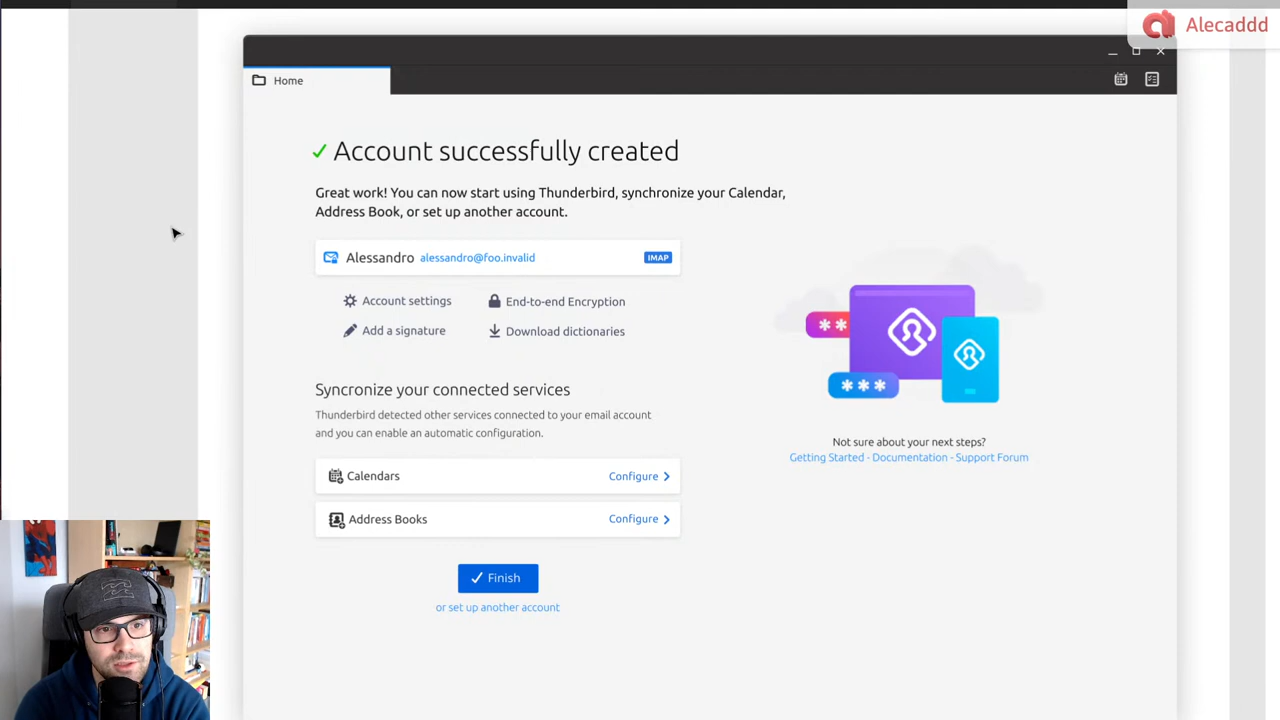 Alecaddd
Home
Account successfully created
Great work! You can now start using Thunderbird, synchronize your Calendar,
Address Book, or set up another account.
Alessandro alessandro@foo.invalid IMAP
Account settings End-to-end Encryption
Add a signature Download dictionaries
Syncronize your connected services
Thunderbird detected other services connected to your email account
and you can enable an automatic configuration.
Calendars Configure
Address Books Configure
Finish
or set up another account
** 
***
Not sure about your next steps?
Getting Started - Documentation - Support Forum